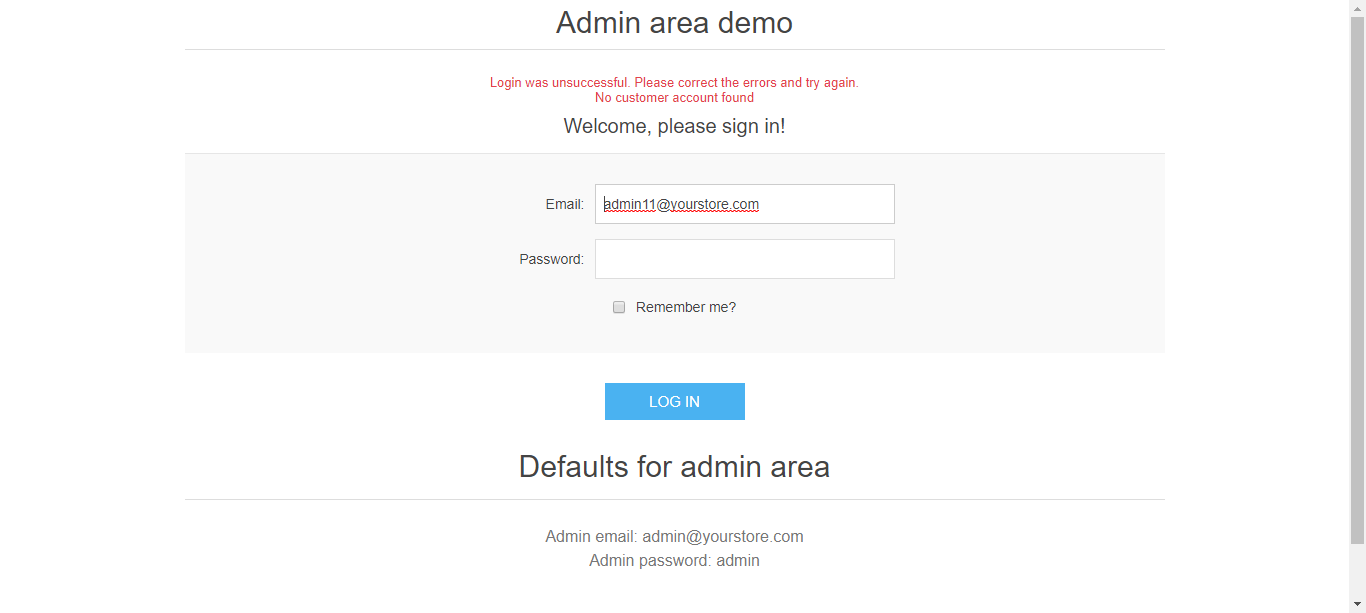 Admin area demo
Login was unsuccessful. Please correct the errors and try again.
No customer account found
Welcome, please sign in!
Email: admin11@yourstore.com
Password:
Remember me?
LOG IN
Defaults for admin area
Admin email: admin@yourstore.com
Admin password: admin